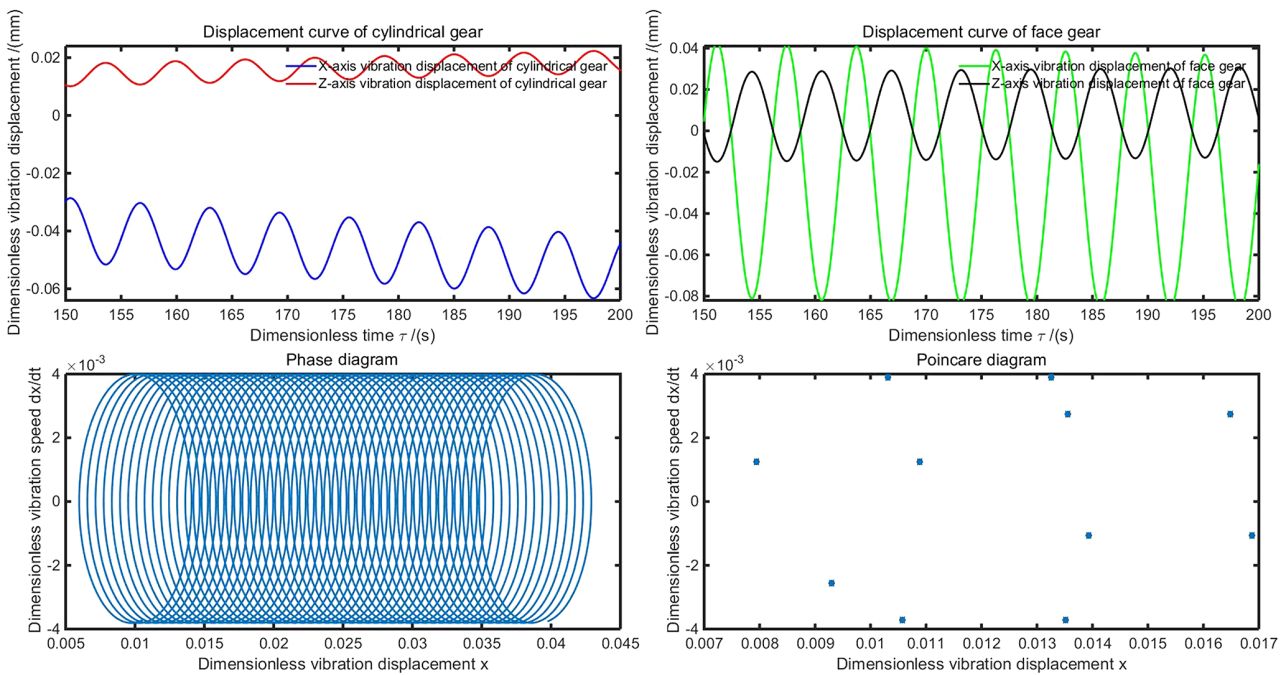 Displacement curve of cylindrical gear
Dimensionless vibration displacement /(mm)
0.02
0
-0.02
-0.04
-0.06
X-axis vibration displacement of cylindrical gear
Z-axis vibration displacement of cylindrical gear
150 155 160 165 170 175 180 185 190 195 200
Dimensionless time τ /(s)
Displacement curve of face gear
Dimensionless vibration displacement /(mm)
0.04
0.02
0
-0.02
-0.04
-0.06
-0.08
X-axis vibration displacement of face gear
Z-axis vibration displacement of face gear
150 155 160 165 170 175 180 185 190 195 200
Dimensionless time τ /(s)
Phase diagram
×10-3
Dimensionless vibration speed dx/dt
4
2
0
-2
-4
0.005 0.01 0.015 0.02 0.025 0.03 0.035 0.04 0.045
Dimensionless vibration displacement x
Poincare diagram
×10-3
Dimensionless vibration speed dx/dt
4
2
0
-2
-4
0.007 0.008 0.009 0.01 0.011 0.012 0.013 0.014 0.015 0.016 0.017
Dimensionless vibration displacement x